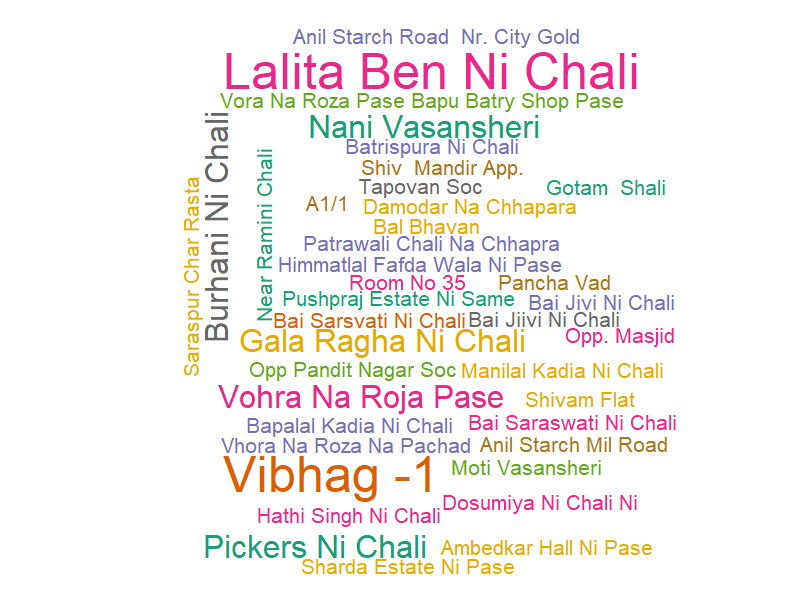 Anil Starch Road  Nr. City Gold
Lalita Ben Ni Chali
Vora Na Roza Pase Bapu Batry Shop Pase
Nani Vasansheri
Batrispura Ni Chali
Shiv  Mandir App.
Tapovan Soc
Gotam  Shali
A1/1
Damodar Na Chhapara
Bal Bhavan
Patrawali Chali Na Chhapra
Himmatlal Fafda Wala Ni Pase
Room No 35
Pancha Vad
Pushpraj Estate Ni Same
Bai Jivi Ni Chali
Bai Sarsvati Ni Chali
Bai Jiivi Ni Chali
Gala Ragha Ni Chali
Opp. Masjid
Opp Pandit Nagar Soc
Manilal Kadia Ni Chali
Vohra Na Roja Pase
Shivam Flat
Bapalal Kadia Ni Chali
Bai Saraswati Ni Chali
Vhora Na Roza Na Pachad
Anil Starch Mil Road
Vibhag -1
Moti Vasansheri
Dosumiya Ni Chali Ni
Hathi Singh Ni Chali
Pickers Ni Chali
Ambedkar Hall Ni Pase
Sharda Estate Ni Pase
Saraspur Char Rasta
Burhani Ni Chali
Near Ramini Chali